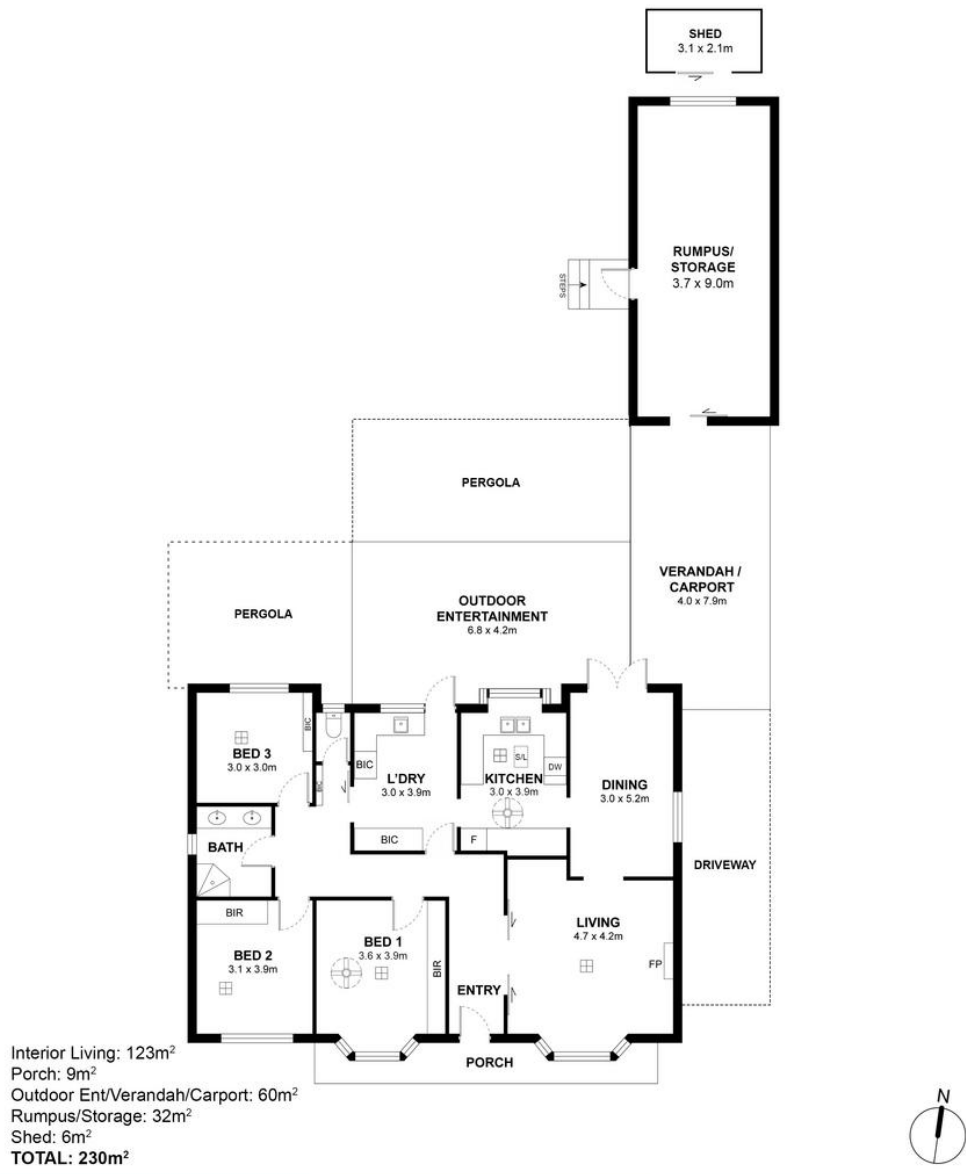 SHED
3.1 x 2.1m
RUMPUS/
STORAGE
3.7 x 9.0m
STEPS
PERGOLA
VERANDAH /
CARPORT
4.0 x 7.9m
OUTDOOR
ENTERTAINMENT
6.8 x 4.2m
PERGOLA
BED 3
3.0 x 3.0m
BIC
BIC
BIC
L'DRY
3.0 x 3.9m
BIC
S/L
DW
KITCHEN
3.0 x 3.9m
F
DINING
3.0 x 5.2m
BATH
DRIVEWAY
BIR
BED 2
3.1 x 3.9m
BED 1
3.6 x 3.9m
BIR
ENTRY
LIVING
4.7 x 4.2m
FP
PORCH
Interior Living: 123m²
Porch: 9m²
Outdoor Ent/Verandah/Carport: 60m²
Rumpus/Storage: 32m²
Shed: 6m²
TOTAL: 230m²
N